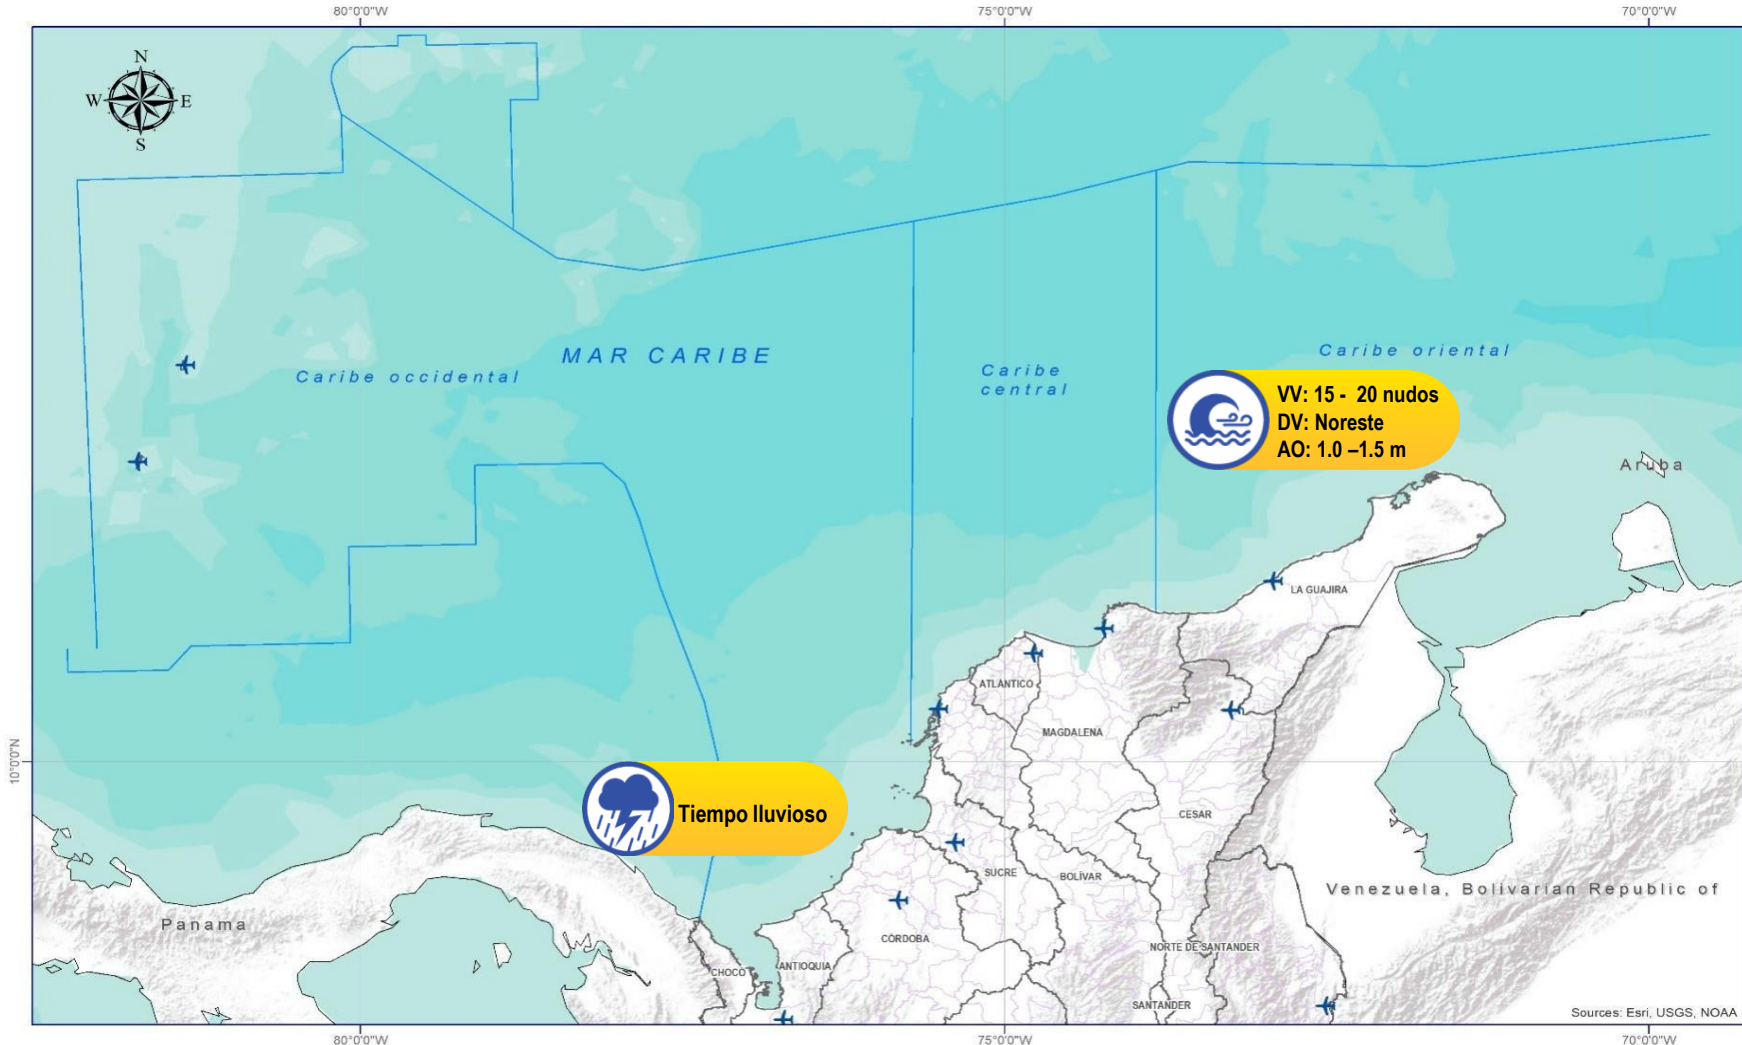 80°0'0"W
75°0'0"W
70°0'0"W
N
W
E
S
MAR CARIBE
Caribe occidental
Caribe
central
Caribe oriental
VV: 15 - 20 nudos
DV: Noreste
AO: 1.0 –1.5 m
Aruba
LA GUAJIRA
ATLÁNTICO
MAGDALENA
10°0'0"N
Tiempo lluvioso
CESAR
SUCRE
BOLÍVAR
Venezuela, Bolivarian Republic of
Panama
CÓRDOBA
NORTE DE SANTANDER
CHOCÓ
ANTIOQUIA
SANTANDER
Sources: Esri, USGS, NOAA
80°0'0"W
75°0'0"W
70°0'0"W